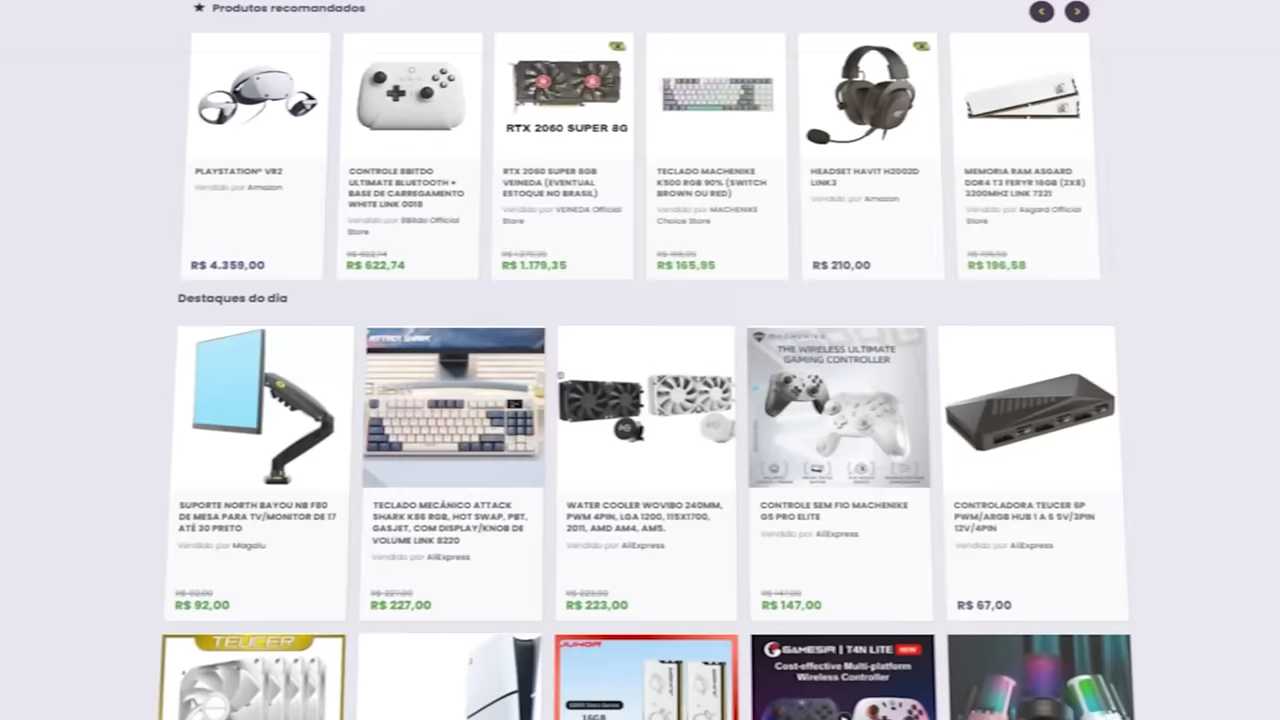 ★ Produtos recomandados
RTX 2060 SUPER 8G
PLAYSTATION® VR2
Vendido por Amazon
R$ 4.359,00
CONTROLE 8BITDO
ULTIMATE BLUETOOTH +
BASE DE CARREGAMENTO
WHITE LINK 0018
Vendido por 8Bitdo Official
Store
R$ 622,74
R$ 622,74
RTX 2060 SUPER 8GB
VEINEDA (EVENTUAL
ESTOQUE NO BRASIL)
Vendido por VEINEDA Official
Store
R$ 1.179,35
TECLADO MACHENIKE
K500 RGB 90% (SWITCH
BROWN OU RED)
Vendido por MACHENIKE
Choice Store
R$ 165,95
HEADSET HAVIT H2002D
LINK3
Vendido por Amazon
R$ 210,00
MEMORIA RAM ASGARD
DDR4 T3 FERYR 16GB (2X8)
3200MHZ LINK 7321
Vendido por Asgard Official
Store
R$ 196,58
R$ 196,58
Destaques do dia
SUPORTE NORTH BAYOU NB F80
DE MESA PARA TV/MONITOR DE 17
ATÉ 30 PRETO
Vendido por Magalu
R$ 92,00
R$ 92,00
ATTACK SHARK
TECLADO MECÂNICO ATTACK
SHARK K86 RGB, HOT SWAP, PBT,
GASJET, COM DISPLAY/KNOB DE
VOLUME LINK 8220
Vendido por AliExpress
R$ 227,00
R$ 227,00
WATER COOLER WOVIBO 240MM,
PWM 4PIN, LGA 1200, 115X1700,
2011, AMD AM4, AM5.
Vendido por AliExpress
R$ 223,00
R$ 223,00
MACHENIKE
THE WIRELESS ULTIMATE
GAMING CONTROLLER
CONTROLE SEM FIO MACHENIKE
G5 PRO ELITE
Vendido por AliExpress
R$ 147,00
R$ 147,00
CONTROLADORA TEUCER 6P
PWM/ARGB HUB 1 A 6 5V/3PIN
12V/4PIN
Vendido por AliExpress
R$ 67,00
TEUCER
JUHOR
16GB
GAMESIR | T4N LITE NEW
Cost-effective Multi-platform
Wireless Controller